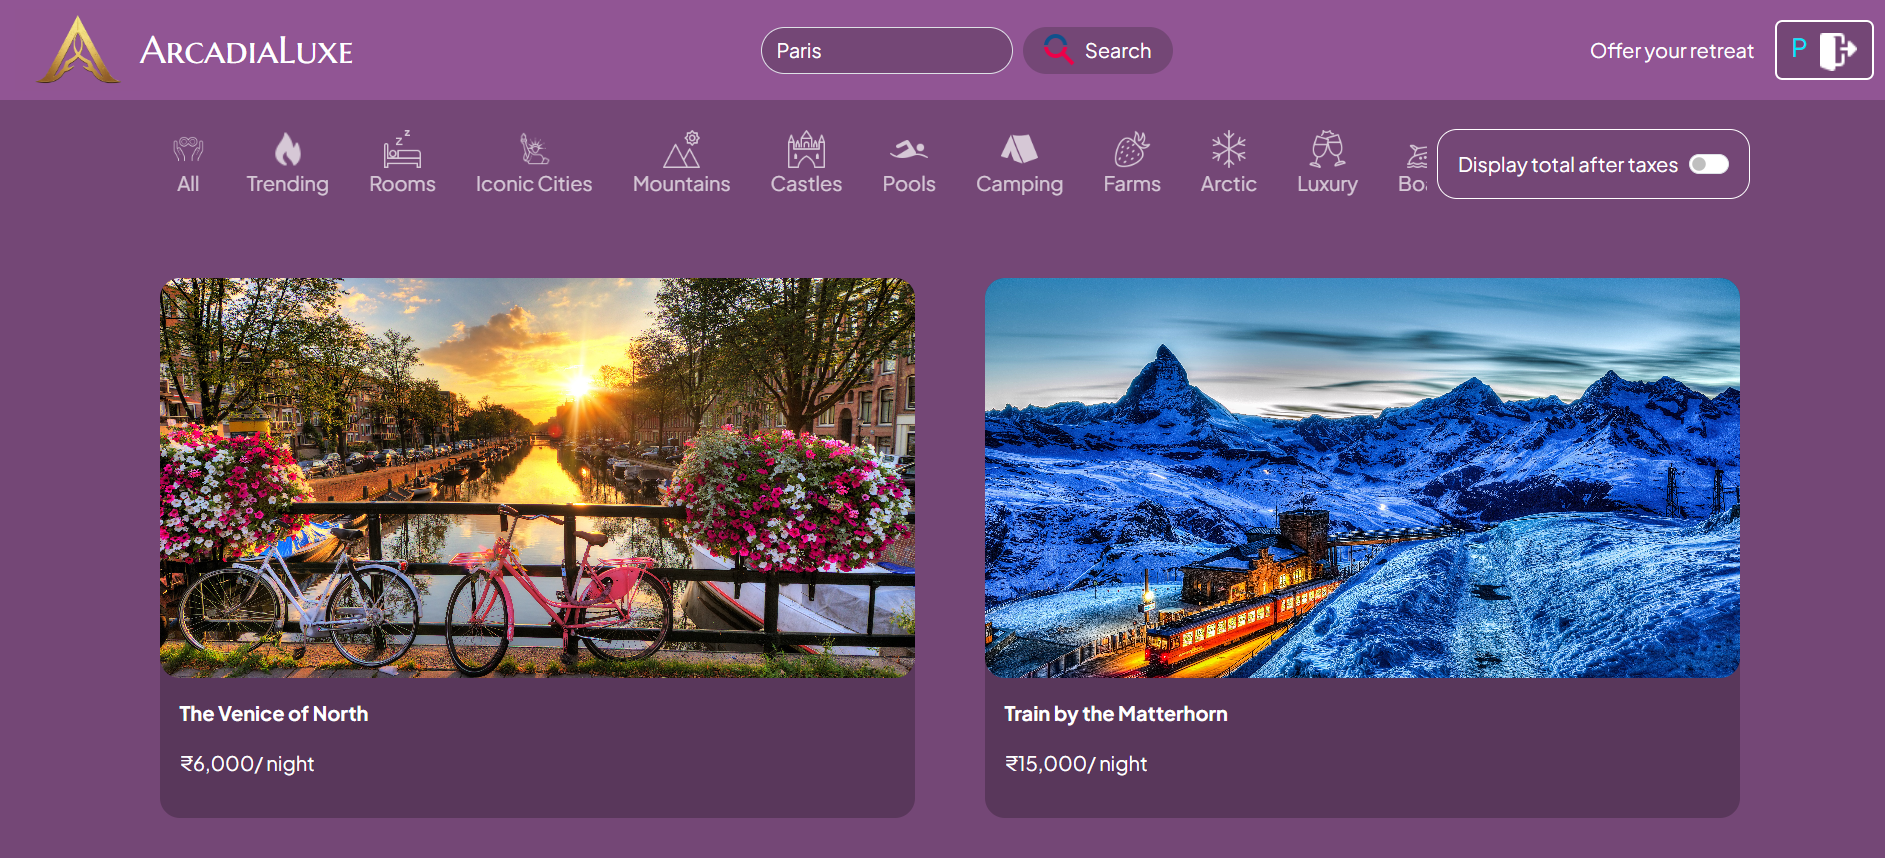 ArcadiaLuxe
Paris
Search
Offer your retreat
P
z z
All
Trending
Rooms
Iconic Cities
Mountains
Castles
Pools
Camping
Farms
Arctic
Luxury
Display total after taxes
The Venice of North
₹6,000/ night
Train by the Matterhorn
₹15,000/ night